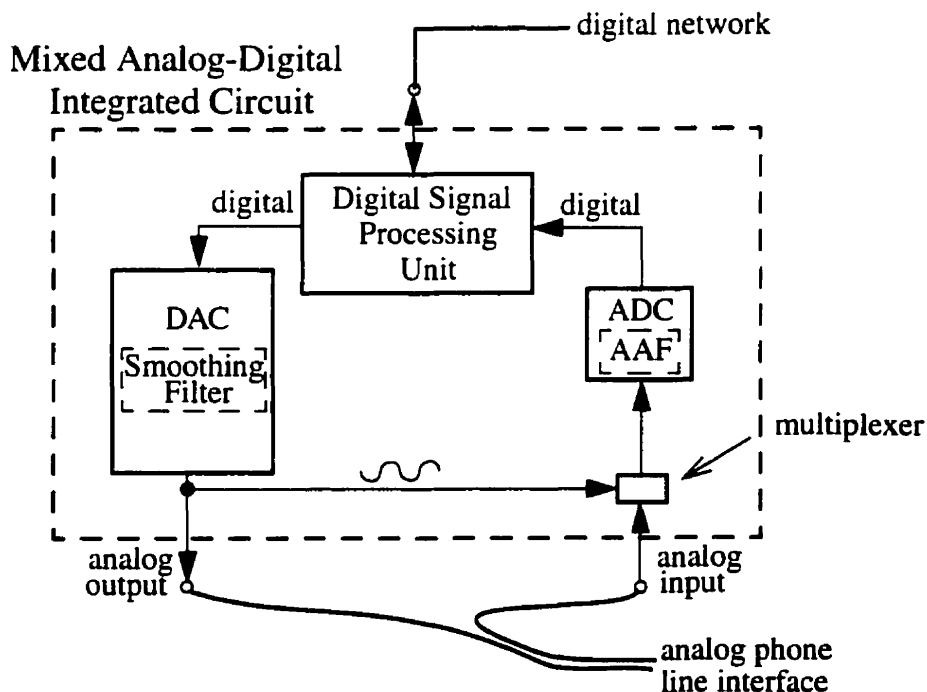 digital network
Mixed Analog-Digital
Integrated Circuit
digital
Digital Signal
Processing
Unit
digital
DAC
Smoothing
Filter
ADC
AAF
multiplexer
analog
output
analog
input
analog phone
line interface